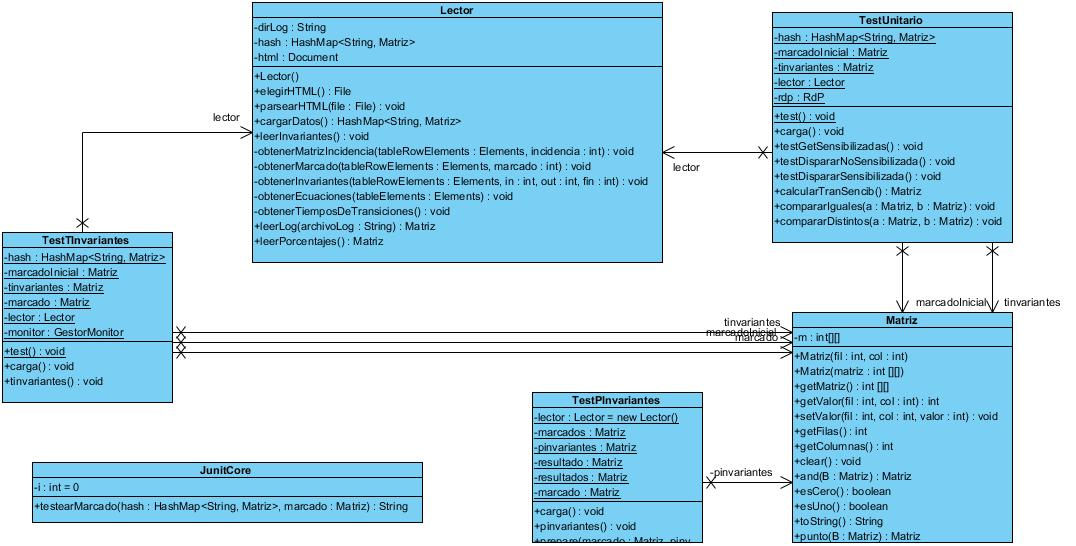 Lector
-dirLog : String
-hash : HashMap<String, Matriz>
-html : Document
+Lector()
+elegirHTML() : File
+parsearHTML(file : File) : void
+cargarDatos() : HashMap<String, Matriz>
+leerInvariantes() : void
-obtenerMatrizIncidencia(tableRowElements : Elements, incidencia : int) : void
-obtenerMarcado(tableRowElements : Elements, marcado : int) : void
-obtenerInvariantes(tableRowElements : Elements, in : int, out : int, fin : int) : void
-obtenerEcuaciones(tableElements : Elements) : void
-obtenerTiemposDeTransiciones() : void
+leerLog(archivoLog : String) : Matriz
+leerPorcentajes() : Matriz
TestUnitario
-hash : HashMap<String, Matriz>
-marcadoInicial : Matriz
-tinvariantes : Matriz
-lector : Lector
-rdp : RdP
+test() : void
+carga() : void
+testGetSensibilizadas() : void
+testDispararNoSensibilizada() : void
+testDispararSensibilizada() : void
+calcularTranSencib() : Matriz
+compararIguales(a : Matriz, b : Matriz) : void
+compararDistintos(a : Matriz, b : Matriz) : void
lector
lector
TestTInvariantes
-hash : HashMap<String, Matriz>
-marcadoInicial : Matriz
-tinvariantes : Matriz
-marcado : Matriz
-lector : Lector
-monitor : GestorMonitor
+test() : void
+carga() : void
+tinvariantes() : void
marcadoInicial
tinvariantes
tinvariantes
marcadoInicial
marcado
Matriz
-m : int[][]
+Matriz(fil : int, col : int)
+Matriz(matriz : int [][])
+getMatriz() : int [][]
+getValor(fil : int, col : int) : int
+setValor(fil : int, col : int, valor : int) : void
+getFilas() : int
+getColumnas() : int
+clear() : void
+and(B : Matriz) : Matriz
+esCero() : boolean
+esUno() : boolean
+toString() : String
+punto(B : Matriz) : Matriz
TestPInvariantes
-lector : Lector = new Lector()
-marcados : Matriz
-pinvariantes : Matriz
-resultado : Matriz
-resultados : Matriz
-marcado : Matriz
+carga() : void
+pinvariantes() : void
+prepare(marcado : Matriz, pinv
-pinvariantes
JunitCore
-i : int = 0
+testearMarcado(hash : HashMap<String, Matriz>, marcado : Matriz) : String